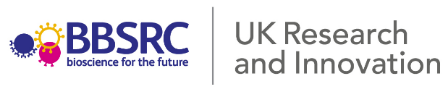 BBSRC
bioscience for the future
UK Research
and Innovation